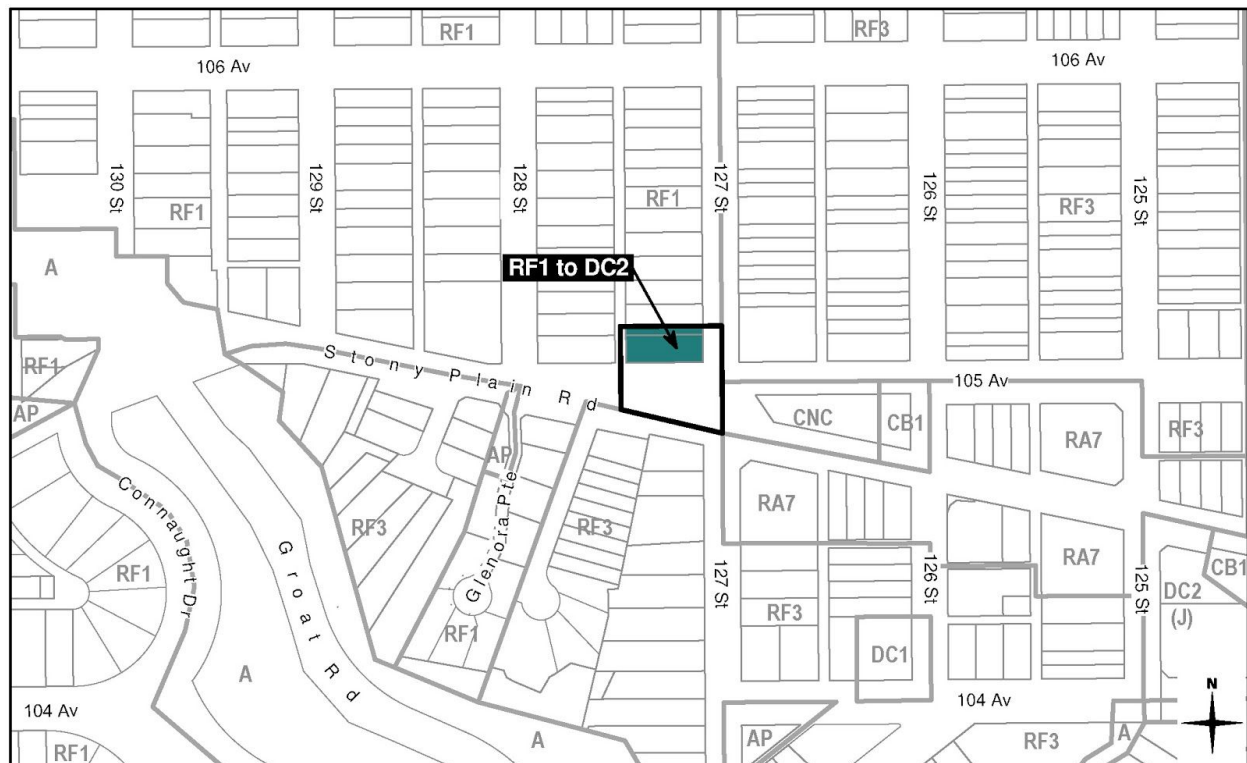 RF1
RF3
106 Av
106 Av
130 St
129 St
128 St
127 St
126 St
125 St
RF1
RF1
RF3
A
RF1 to DC2
RF1
AP
Stony Plain Rd
105 Av
CNC
CB1
RA7
RF3
AP
Connaught Dr
RF1
Groat Rd
RF3
Glenora Pte
RF3
RF1
RA7
RA7
127 St
126 St
125 St
CB1
DC2
(J)
RF3
DC1
A
104 Av
RF1
A
104 Av
AP
RF3
A
N